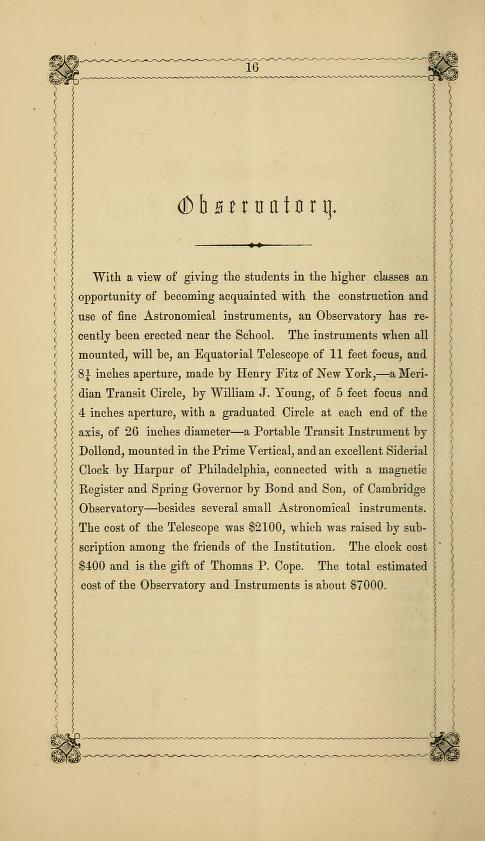 16
Observatory.
With a view of giving the students in the higher classes an
opportunity of becoming acquainted with the construction and
use of fine Astronomical instruments, an Observatory has re-
cently been erected near the School. The instruments when all
mounted, will be, an Equatorial Telescope of 11 feet focus, and
8¼ inches aperture, made by Henry Fitz of New York,—a Meri-
dian Transit Circle, by William J. Young, of 5 feet focus and
4 inches aperture, with a graduated Circle at each end of the
axis, of 26 inches diameter—a Portable Transit Instrument by
Dollond, mounted in the Prime Vertical, and an excellent Siderial
Clock by Harpur of Philadelphia, connected with a magnetic
Register and Spring Governor by Bond and Son, of Cambridge
Observatory—besides several small Astronomical instruments.
The cost of the Telescope was $2100, which was raised by sub-
scription among the friends of the Institution. The clock cost
$400 and is the gift of Thomas P. Cope. The total estimated
cost of the Observatory and Instruments is about $7000.